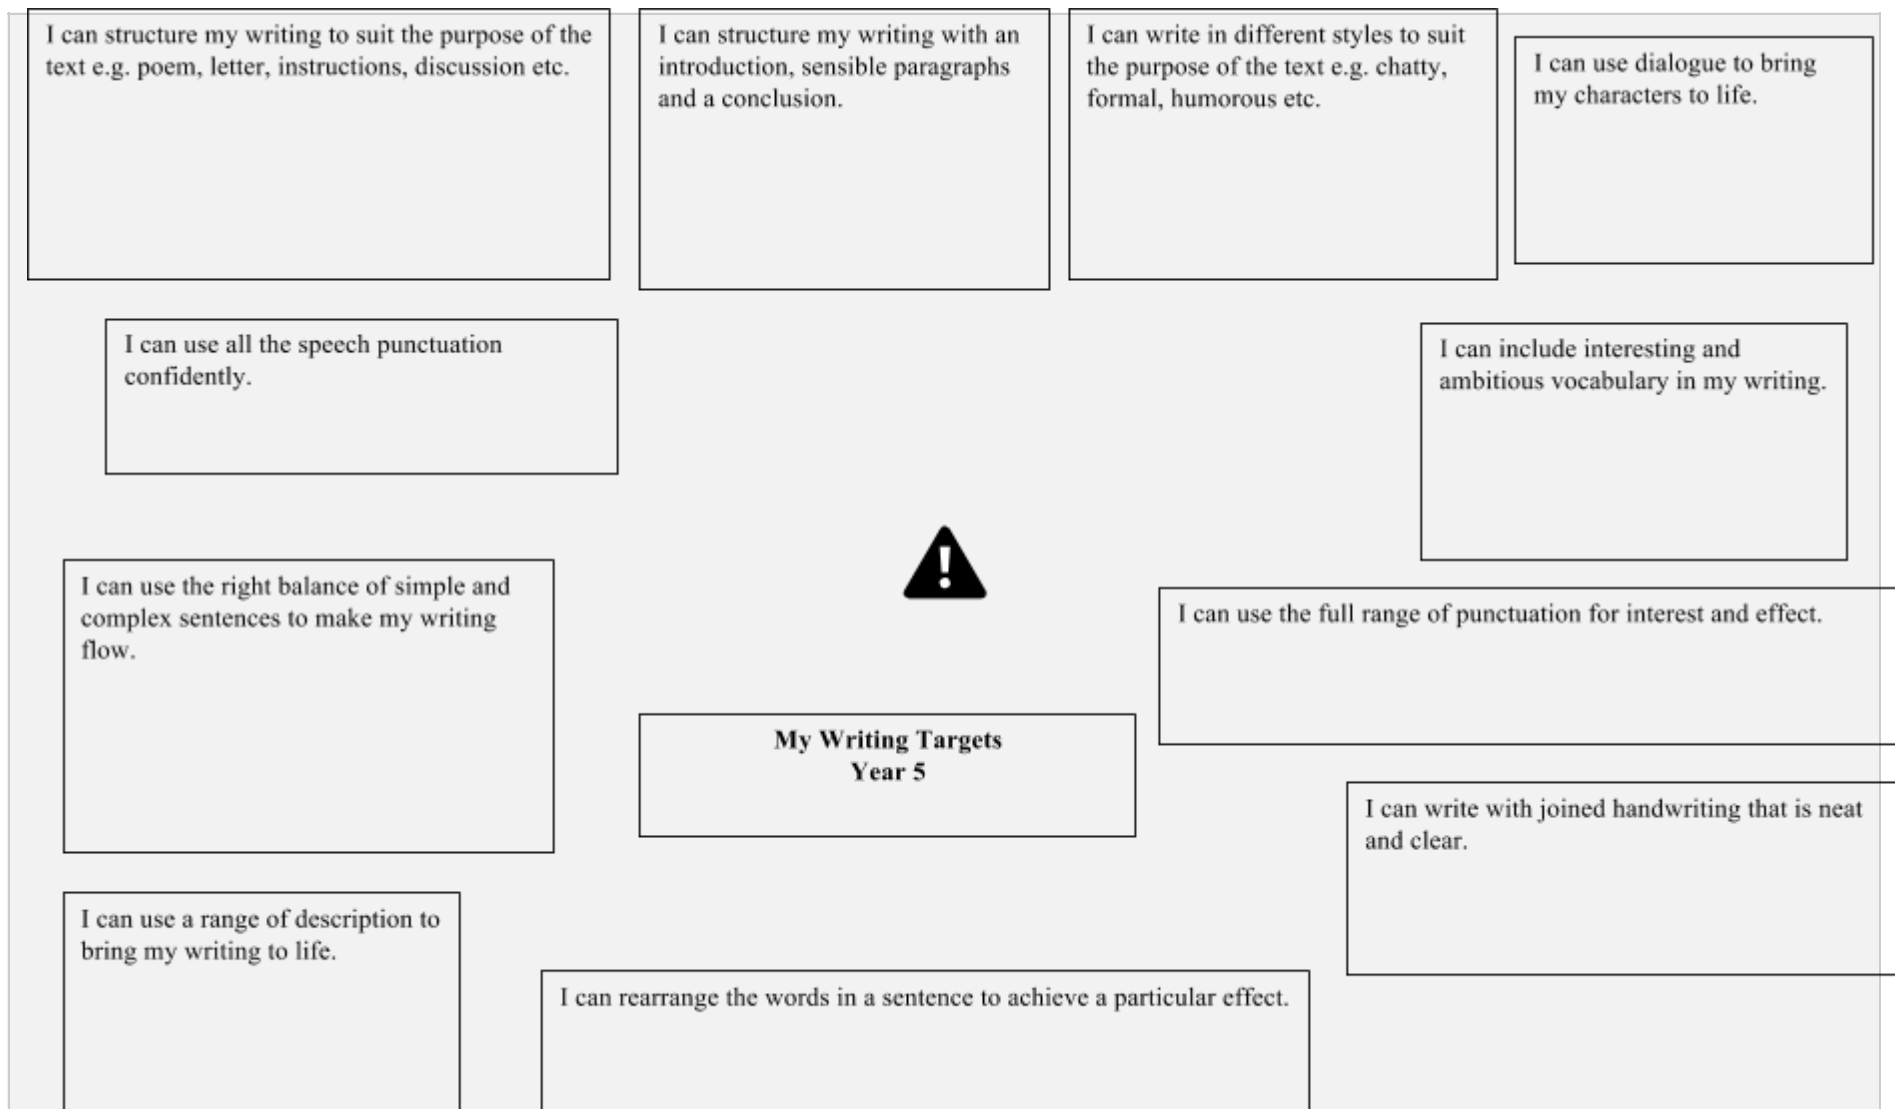 I can structure my writing to suit the purpose of the
text e.g. poem, letter, instructions, discussion etc.
I can structure my writing with an
introduction, sensible paragraphs
and a conclusion.
I can write in different styles to suit
the purpose of the text e.g. chatty,
formal, humorous etc.
I can use dialogue to bring
my characters to life.
I can use all the speech punctuation
confidently.
I can include interesting and
ambitious vocabulary in my writing.
I can use the right balance of simple and
complex sentences to make my writing
flow.
I can use the full range of punctuation for interest and effect.
My Writing Targets
Year 5
I can write with joined handwriting that is neat
and clear.
I can use a range of description to
bring my writing to life.
I can rearrange the words in a sentence to achieve a particular effect.